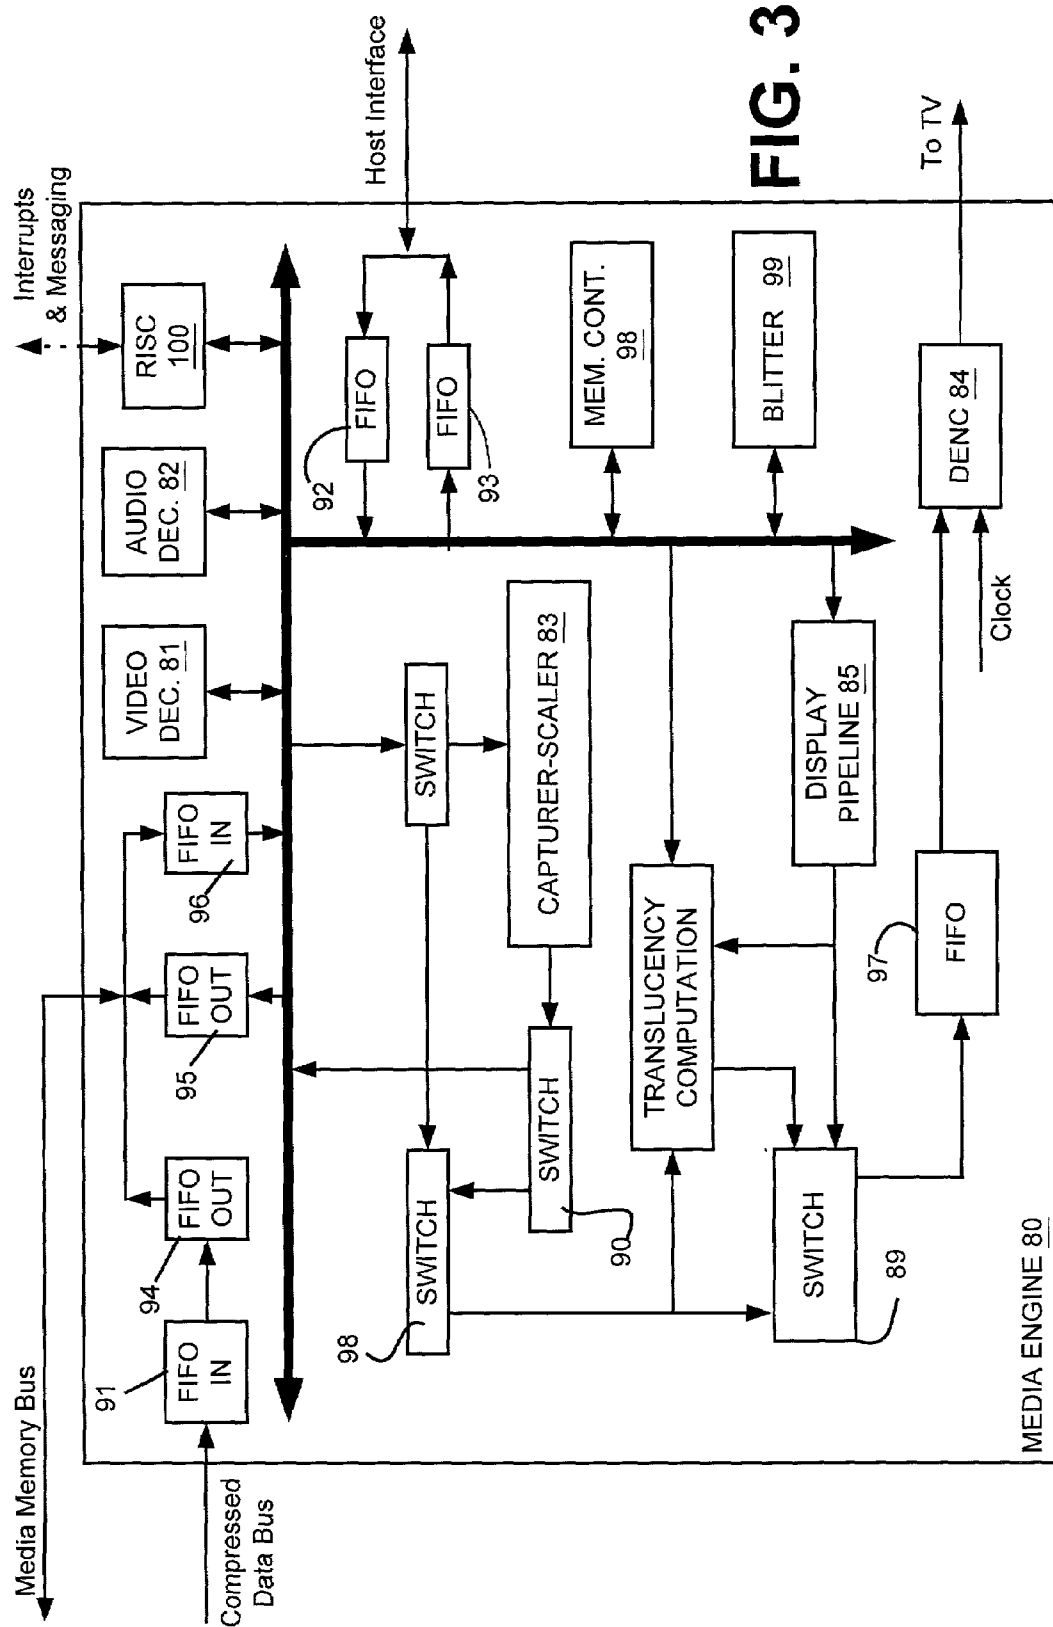 Media Memory Bus
Interrupts
& Messaging
Compressed
Data Bus
91
FIFO
IN
94
FIFO
OUT
95
FIFO
OUT
96
FIFO
IN
VIDEO
DEC. 81
AUDIO
DEC. 82
RISC
100
Host Interface
92
FIFO
FIFO
93
98
SWITCH
SWITCH
SWITCH
90
CAPTURER-SCALER 83
MEM. CONT.
98
TRANSLUCENCY
COMPUTATION
BLITTER 99
SWITCH
89
DISPLAY
PIPELINE 85
97
FIFO
DENC 84
Clock
To TV
MEDIA ENGINE 80
FIG. 3